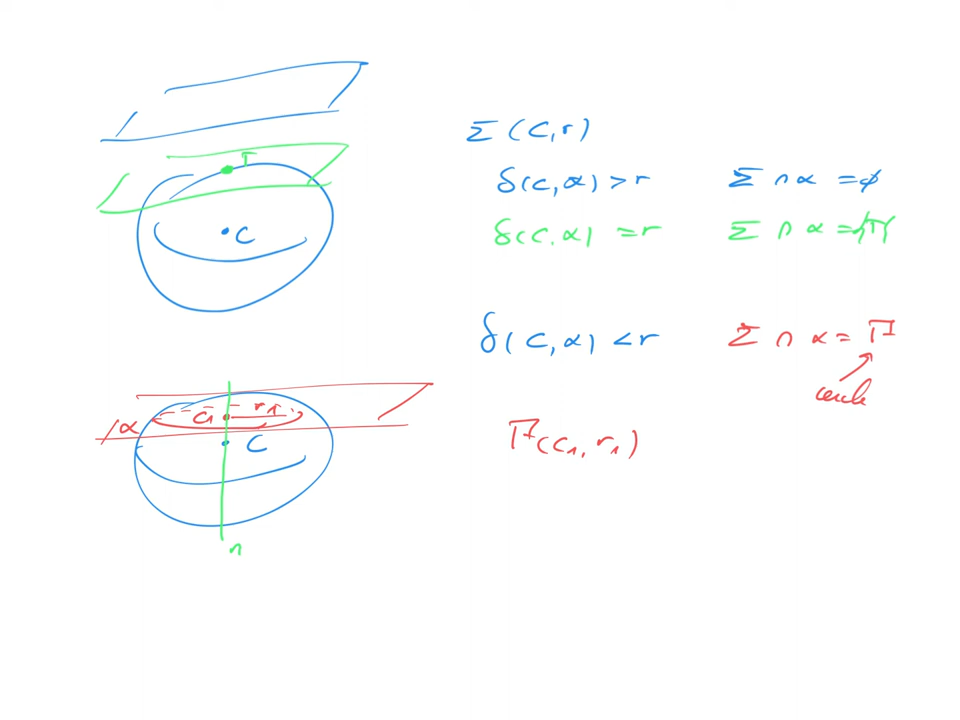 T
C
Σ (C, r)
δ(C, α) > r Σ ∩ α = ∅
δ(C, α) = r Σ ∩ α = {T}
δ(C, α) < r Σ ∩ α = Γ
cercle
α C₁ r₁
C
Γ(C₁, r₁)
n